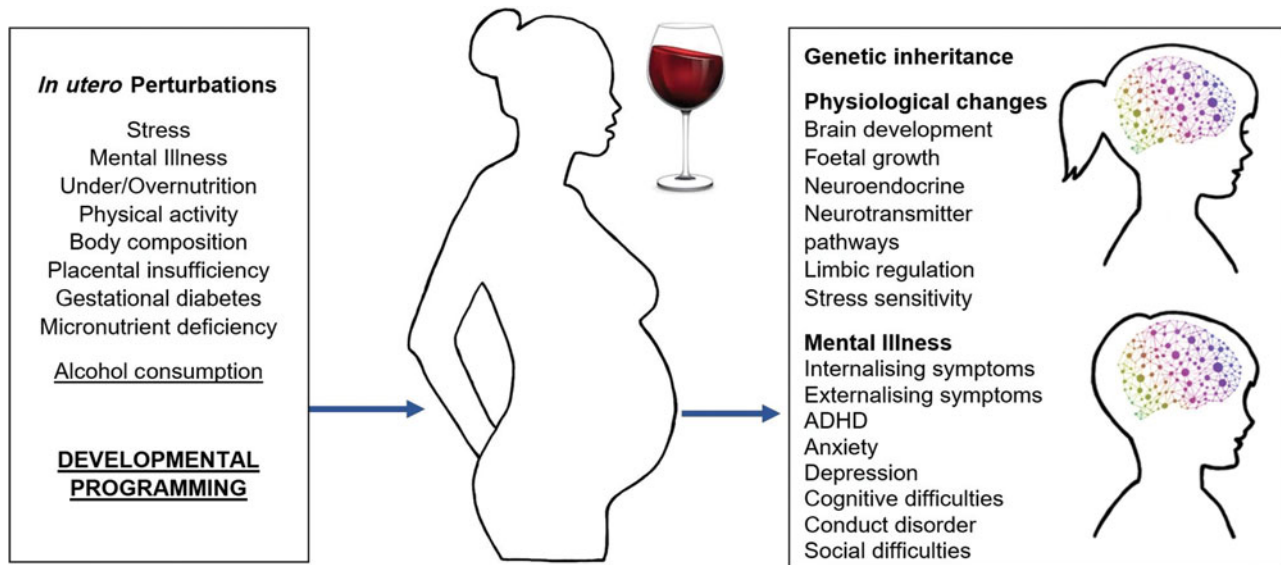 In utero Perturbations
Stress
Mental Illness
Under/Overnutrition
Physical activity
Body composition
Placental insufficiency
Gestational diabetes
Micronutrient deficiency
Alcohol consumption
DEVELOPMENTAL
PROGRAMMING
Genetic inheritance
Physiological changes
Brain development
Foetal growth
Neuroendocrine
Neurotransmitter
pathways
Limbic regulation
Stress sensitivity
Mental Illness
Internalising symptoms
Externalising symptoms
ADHD
Anxiety
Depression
Cognitive difficulties
Conduct disorder
Social difficulties